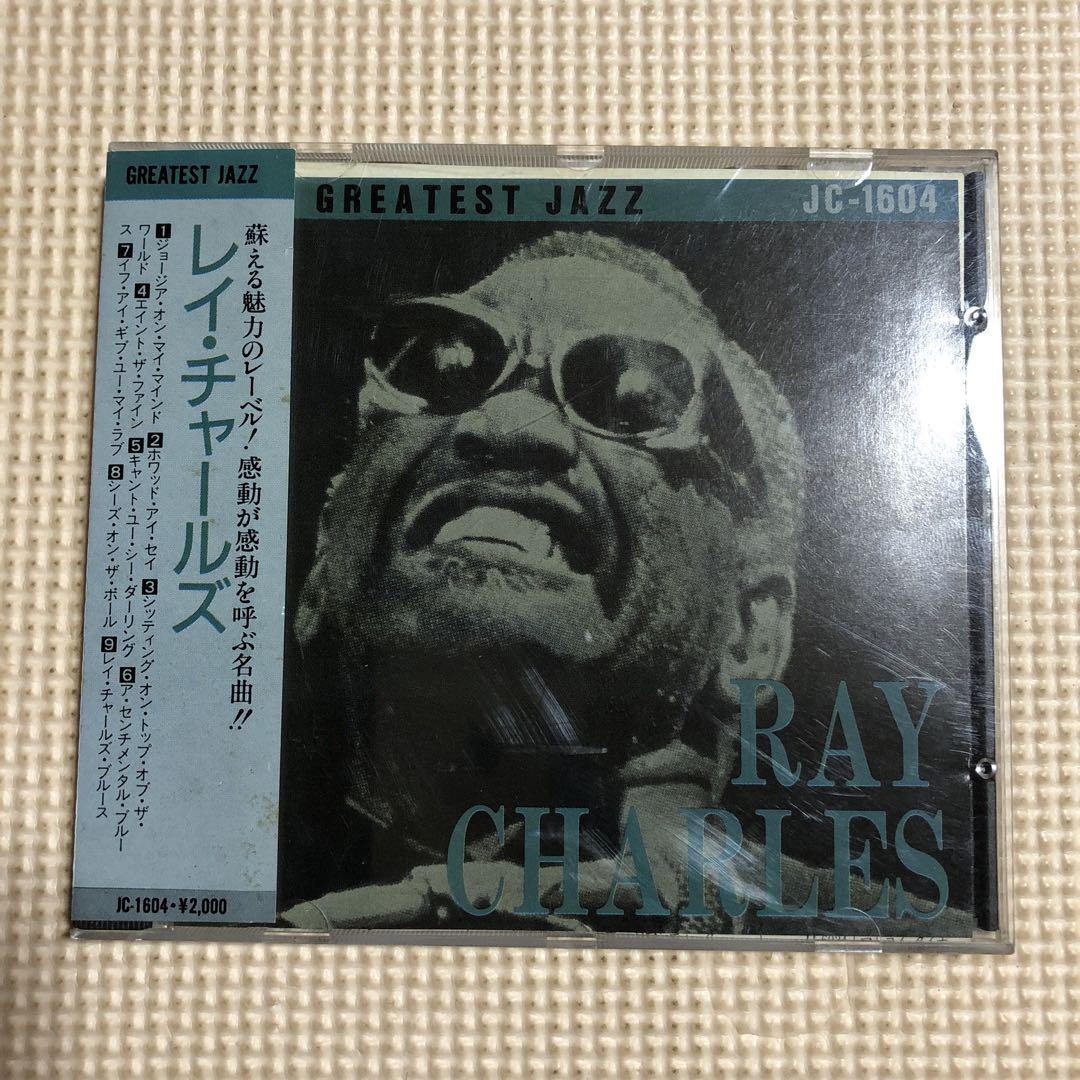 GREATEST JAZZ
蘇える魅力のレーベル!感動が感動を呼ぶ名曲!!
レイ・チャールズ
1ジョージア・オン・マイ・マインド 2ホワッド・アイ・セイ 3シッティング・オン・トップ・オブ・ザ・
ワールド 4エイント・ザ・ファイン 5キャント・ユー・シー・ダーリング 6ア・センチメンタル・ブルー
ス 7イフ・アイ・ギブ・ユー・マイ・ラブ 8シーズ・オン・ザ・ボール 9レイ・チャールズ・ブルース
JC-1604・¥2,000
GREATEST JAZZ JC-1604
RAY
CHARLES